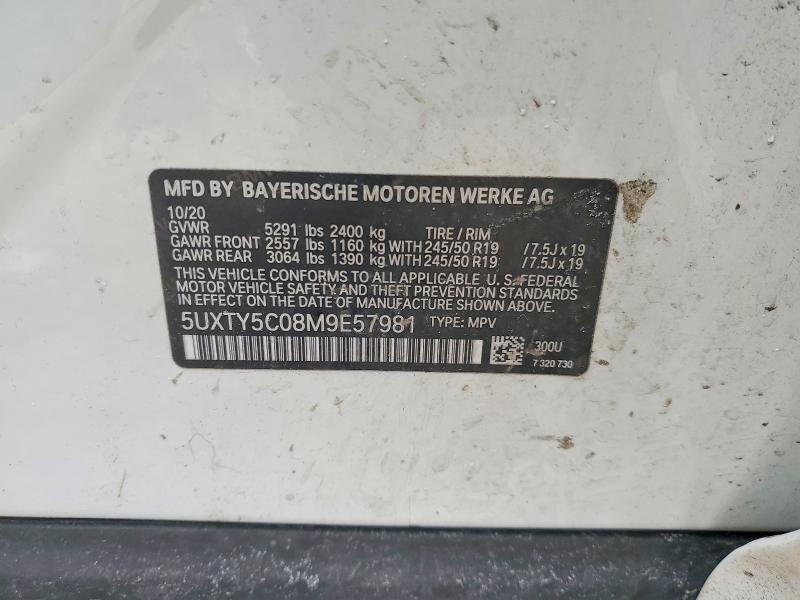 MFD BY BAYERISCHE MOTOREN WERKE AG
10/20
GVWR 5291 lbs 2400 kg TIRE / RIM
GAWR FRONT 2557 lbs 1160 kg WITH 245/50 R19 /7.5J x 19
GAWR REAR 3064 lbs 1390 kg WITH 245/50 R19 /7.5J x 19
THIS VEHICLE CONFORMS TO ALL APPLICABLE U. S. FEDERAL
MOTOR VEHICLE SAFETY AND THEFT PREVENTION STANDARDS
IN EFFECT ON THE DATE OF MANUFACTURE SHOWN ABOVE.
5UXTY5C08M9E57981 TYPE: MPV
300U
7 320 730